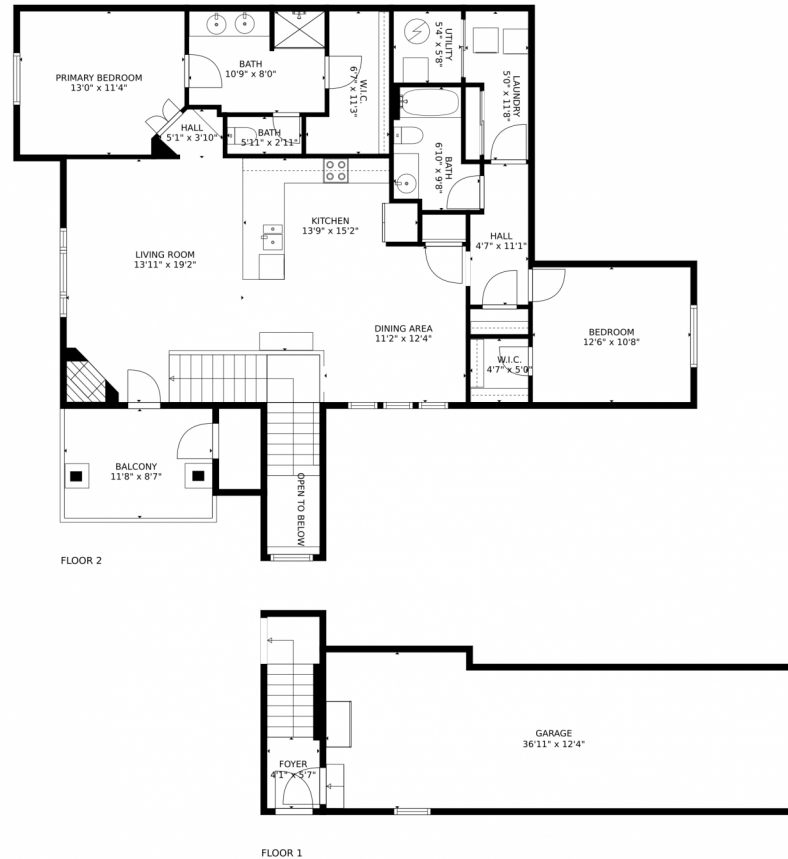 PRIMARY BEDROOM
13'0" x 11'4"
BATH
10'9" x 8'0"
W.I.C.
6'7" x 11'3"
UTILITY
5'4" x 5'8"
LAUNDRY
5'0" x 11'8"
HALL
5'1" x 3'10"
BATH
5'11" x 2'11"
BATH
6'10" x 9'8"
LIVING ROOM
13'11" x 19'2"
KITCHEN
13'9" x 15'2"
HALL
4'7" x 11'1"
DINING AREA
11'2" x 12'4"
BEDROOM
12'6" x 10'8"
W.I.C.
4'7" x 5'0"
BALCONY
11'8" x 8'7"
OPEN TO BELOW
FLOOR 2
GARAGE
36'11" x 12'4"
FOYER
4'1" x 5'7"
FLOOR 1